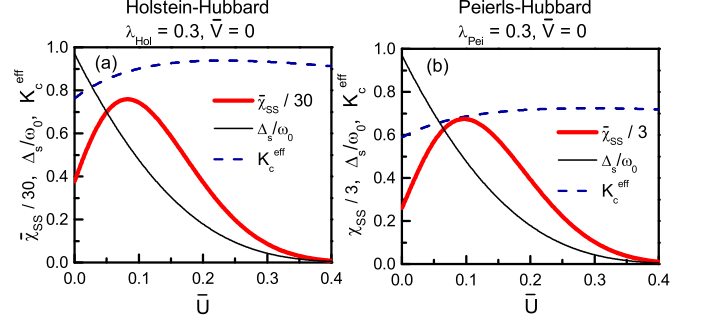 Holstein-Hubbard
λ_Hol = 0.3, V̄ = 0
Peierls-Hubbard
λ_Pei = 0.3, V̄ = 0
χ̄_SS / 30, Δ_s/ω_0, K_c^eff
1.0
0.8
0.6
0.4
0.2
0.0
(a)
χ̄_SS / 30
Δ_s/ω_0
K_c^eff
0.0 0.1 0.2 0.3 0.4
Ū
χ_SS / 3, Δ_s/ω_0, K_c^eff
1.0
0.8
0.6
0.4
0.2
0.0
(b)
χ̄_SS / 3
Δ_s/ω_0
K_c^eff
0.0 0.1 0.2 0.3 0.4
Ū